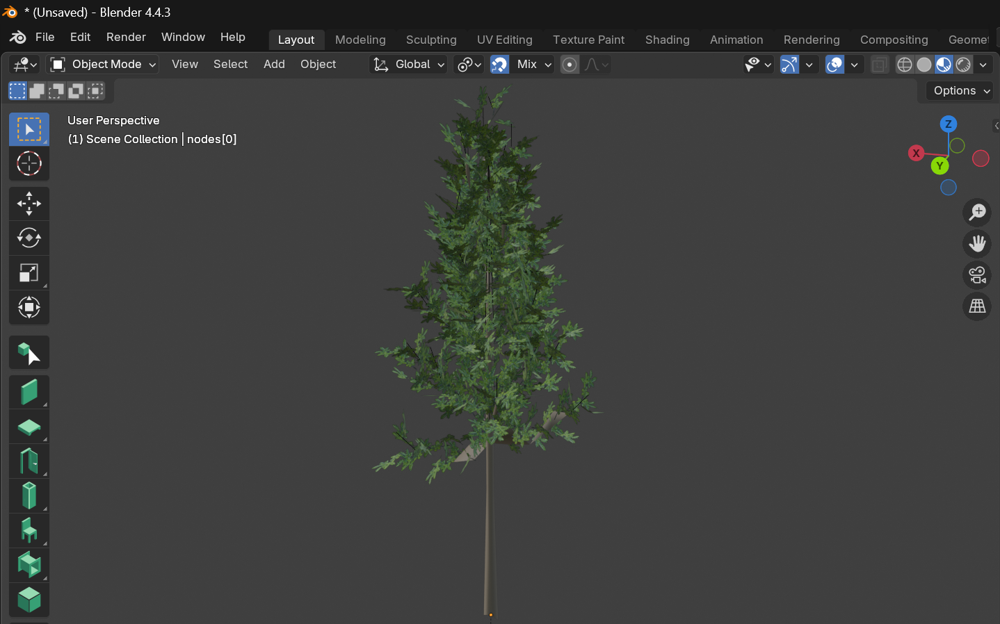 * (Unsaved) - Blender 4.4.3
File Edit Render Window Help Layout Modeling Sculpting UV Editing Texture Paint Shading Animation Rendering Compositing Geomet
Object Mode View Select Add Object Global Mix
Options
User Perspective
(1) Scene Collection | nodes[0]
Z
X
Y